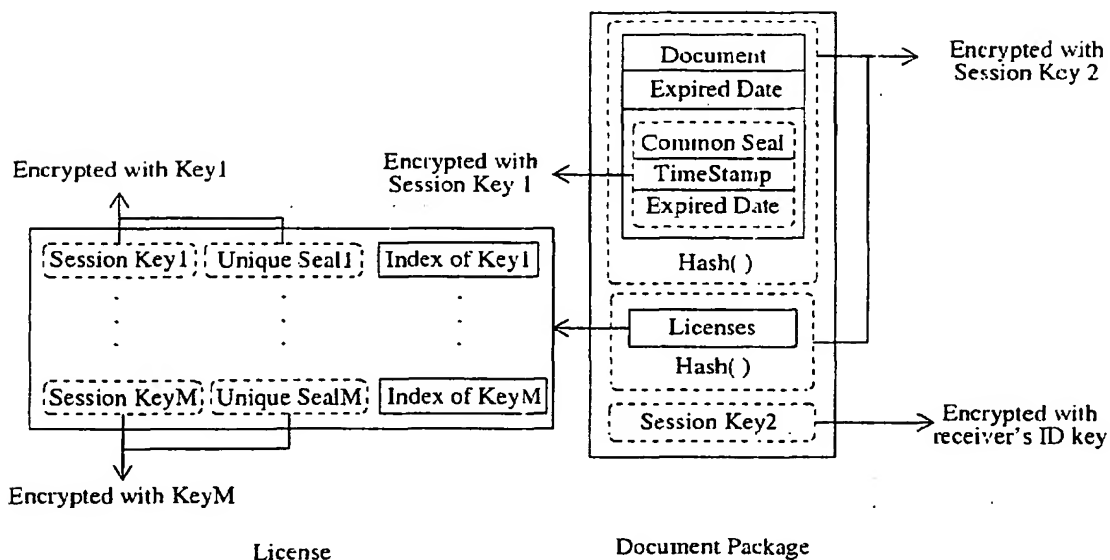 Document
Expired Date
Common Seal
TimeStamp
Expired Date
Hash( )
Licenses
Hash( )
Session Key2
Encrypted with
Session Key 2
Encrypted with
Session Key 1
Encrypted with
receiver's ID key
Encrypted with Key1
Session Key1 Unique Seal1 Index of Key1
Session KeyM Unique SealM Index of KeyM
Encrypted with KeyM
License
Document Package